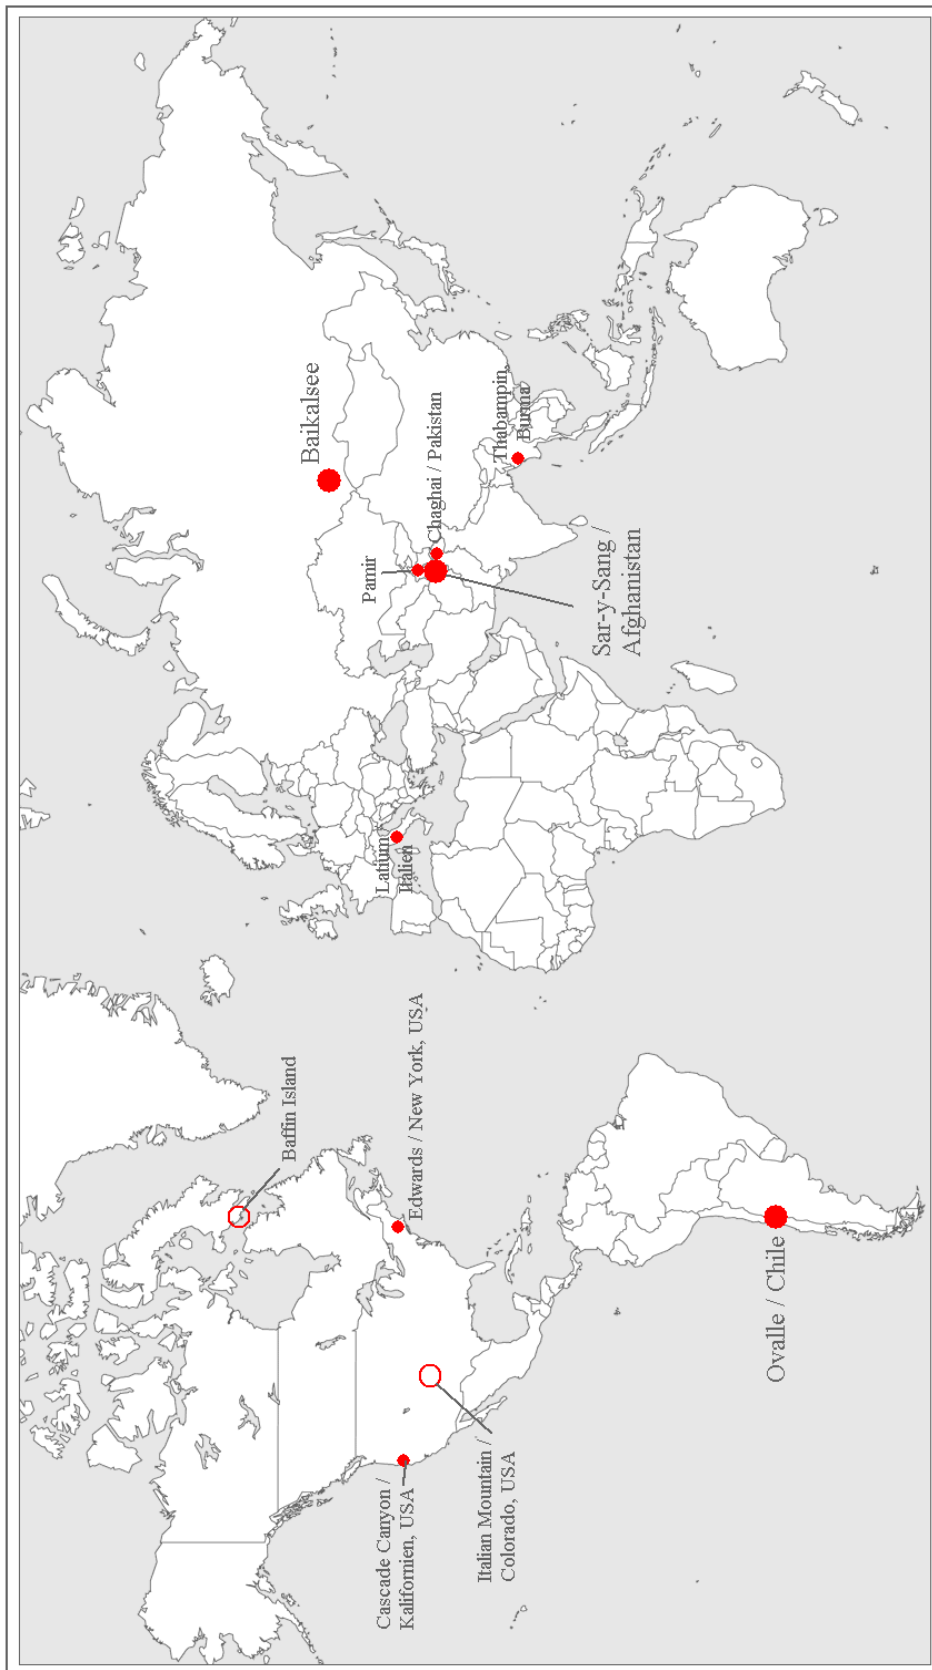 Baffin Island
Edwards / New York, USA
Cascade Canyon /
Kalifornien, USA
Italian Mountain /
Colorado, USA
Ovalle / Chile
Latium
Italien
Baikalsee
Pamir
Chaghai / Pakistan
Sar-y-Sang /
Afghanistan
Thabampin,
Burma